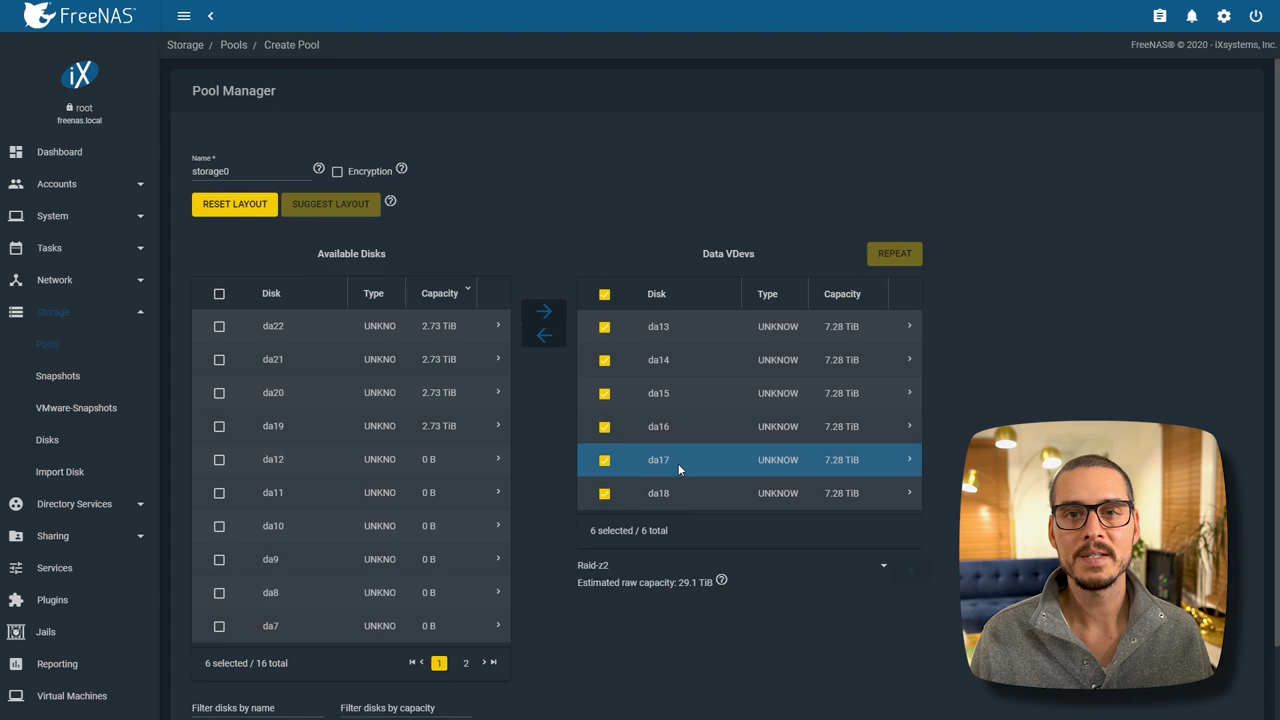 FreeNAS®
Storage / Pools / Create Pool
FreeNAS® © 2020 - iXsystems, Inc.
iX
root
freenas.local
Dashboard
Accounts
System
Tasks
Network
Storage
Pools
Snapshots
VMware-Snapshots
Disks
Import Disk
Directory Services
Sharing
Services
Plugins
Jails
Reporting
Virtual Machines
Pool Manager
Name *
storage0
Encryption
RESET LAYOUT SUGGEST LAYOUT
Available Disks
Disk Type Capacity
da22 UNKNO 2.73 TiB
da21 UNKNO 2.73 TiB
da20 UNKNO 2.73 TiB
da19 UNKNO 2.73 TiB
da12 UNKNO 0 B
da11 UNKNO 0 B
da10 UNKNO 0 B
da9 UNKNO 0 B
da8 UNKNO 0 B
da7 UNKNO 0 B
6 selected / 16 total 1 2
Filter disks by name Filter disks by capacity
Data VDevs REPEAT
Disk Type Capacity
da13 UNKNOW 7.28 TiB
da14 UNKNOW 7.28 TiB
da15 UNKNOW 7.28 TiB
da16 UNKNOW 7.28 TiB
da17 UNKNOW 7.28 TiB
da18 UNKNOW 7.28 TiB
6 selected / 6 total
Raid-z2
Estimated raw capacity: 29.1 TiB